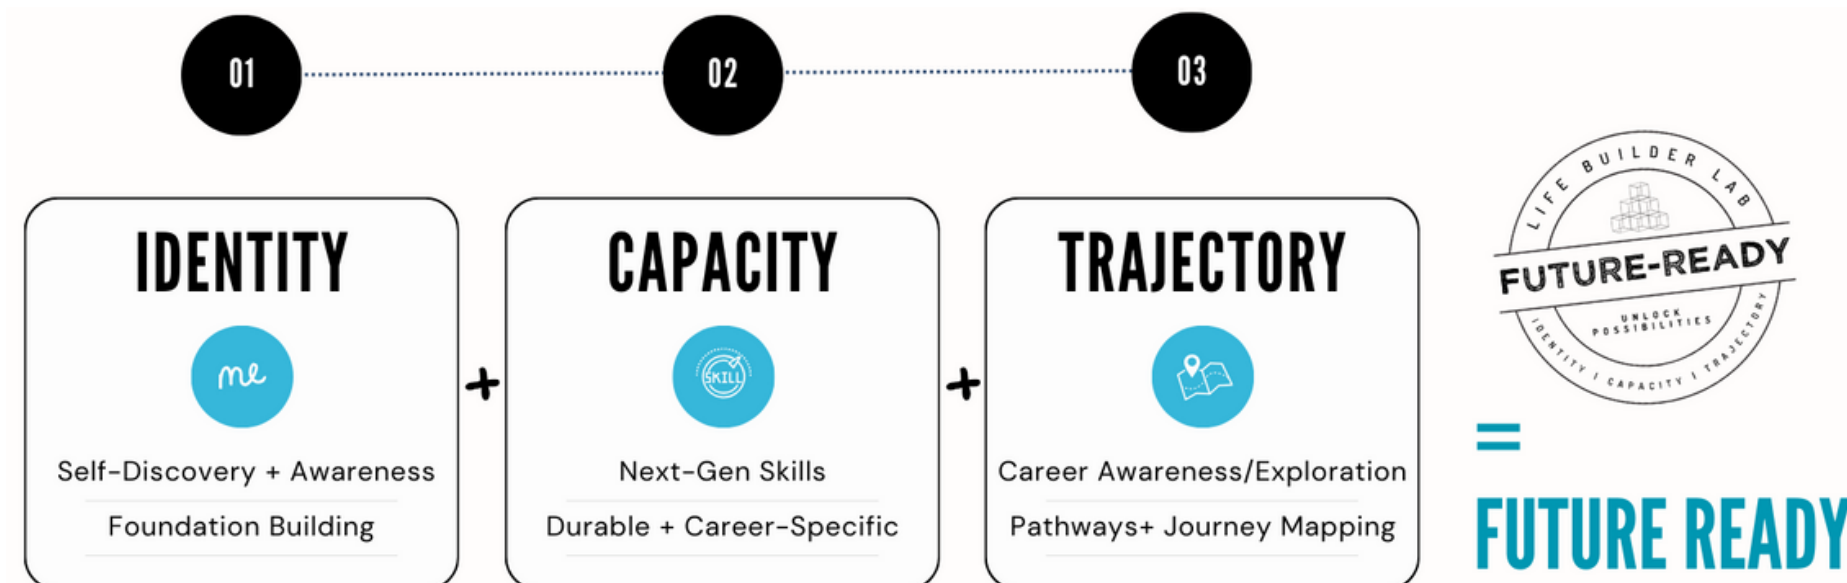 01
02
03
IDENTITY
me
Self-Discovery + Awareness
Foundation Building
+
CAPACITY
SKILL
Next-Gen Skills
Durable + Career-Specific
+
TRAJECTORY
Career Awareness/Exploration
Pathways+ Journey Mapping
LIFE BUILDER LAB
FUTURE-READY
UNLOCK
POSSIBILITIES
IDENTITY | CAPACITY | TRAJECTORY
=
FUTURE READY